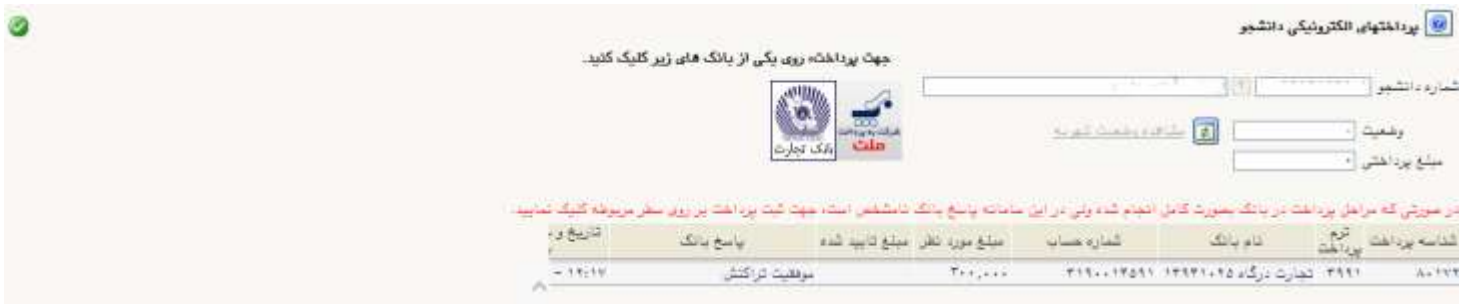 پرداختهای الکترونیکی دانشجو
جهت پرداخت، روی یکی از بانک های زیر کلیک کنید.
شماره دانشجو
بانک تجارت
ملت
وضعیت
مشاهده وضعیت شهریه
مبلغ پرداختی
در صورتی که مراحل پرداخت در بانک بصورت کامل انجام شده ولی در این سامانه پاسخ بانک نامشخص است، جهت ثبت پرداخت بر روی سطر مربوطه کلیک نمایید.
شناسه پرداخت ترم پرداخت نام بانک شماره حساب مبلغ مورد نظر مبلغ تایید شده پاسخ بانک تاریخ و
۸۰۱۷۲ ۳۹۹۱ تجارت درگاه ۳۰۰,۰۰۰ موفقیت تراکنش ۱۲:۱۷ -